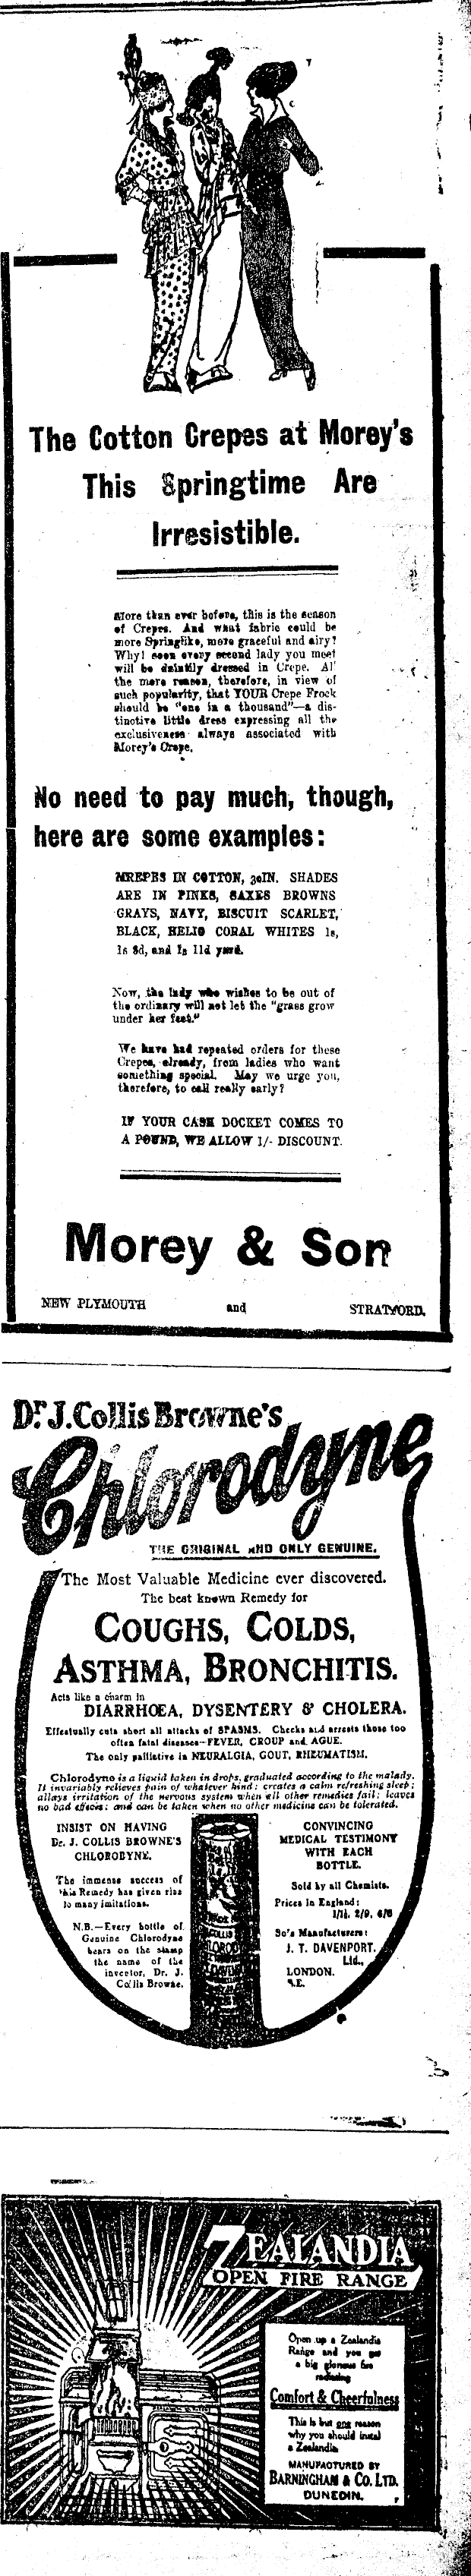 The Cotton Crepes at Morey's
This Springtime Are
Irresistible.
More than ever before, this is the season
of Crepes. And what fabric could be
more Springlike, more graceful and airy?
Why! soon every second lady you meet
will be daintily dressed in Crepe. Al'
the more reason, therefore, in view of
such popularity, that YOUR Crepe Frock
should be "one in a thousand"—a dis-
tinctive little dress expressing all the
exclusiveness always associated with
Morey's Crepe.
No need to pay much, though,
here are some examples:
IN COTTON, 30IN. SHADES
ARE IN PINKS, SAXES BROWNS
GRAYS, NAVY, BISCUIT SCARLET,
BLACK, HELIO CORAL WHITES 1s,
1s 8d, and 1s 11d yard.
Now, the lady who wishes to be out of
the ordinary will not let the "grass grow
under her feet."
We have had repeated orders for these
Crepes, already, from ladies who want
something special. May we urge you,
therefore, to call really early?
IF YOUR CASH DOCKET COMES TO
A POUND, WE ALLOW 1/- DISCOUNT.
Morey & Son
NEW PLYMOUTH and STRATFORD.
Dr. J. Collis Browne's
Chlorodyne
THE ORIGINAL AND ONLY GENUINE.
The Most Valuable Medicine ever discovered.
The best known Remedy for
COUGHS, COLDS,
ASTHMA, BRONCHITIS.
Acts like a charm in
DIARRHŒA, DYSENTERY & CHOLERA.
Effectually cuts short all attacks of SPASMS. Checks and arrests those too
often fatal diseases—FEVER, CROUP and AGUE.
The only palliative in NEURALGIA, GOUT, RHEUMATISM.
Chlorodyne is a liquid taken in drops, graduated according to the malady.
It invariably relieves pain of whatever kind; creates a calm refreshing sleep;
allays irritation of the nervous system when all other remedies fail; leaves
no bad effects; and can be taken when no other medicine can be tolerated.
INSIST ON HAVING
Dr. J. COLLIS BROWNE'S
CHLORODYNE.
The immense success of
this Remedy has given rise
to many imitations.
N.B.—Every bottle of
Genuine Chlorodyne
bears on the stamp
the name of the
inventor, Dr. J.
Collis Browne.
CONVINCING
MEDICAL TESTIMONY
WITH EACH
BOTTLE.
Sold by all Chemists.
Prices in England:
1/1½, 2/9, 4/6
So'e Manufacturers:
J. T. DAVENPORT.
Ltd.,
LONDON.
S.E.
ZEALANDIA
OPEN FIRE RANGE
Open up a Zealandia
Range and you get
a big glorious fire
radiating
Comfort & Cheerfulness
This is but one reason
why you should instal
a Zealandia
MANUFACTURED BY
BARNINGHAM & CO. LTD.
DUNEDIN.